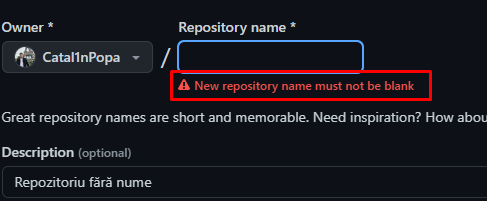 Owner * Repository name *
Catal1nPopa /
New repository name must not be blank
Great repository names are short and memorable. Need inspiration? How abou
Description (optional)
Repozitoriu fără nume